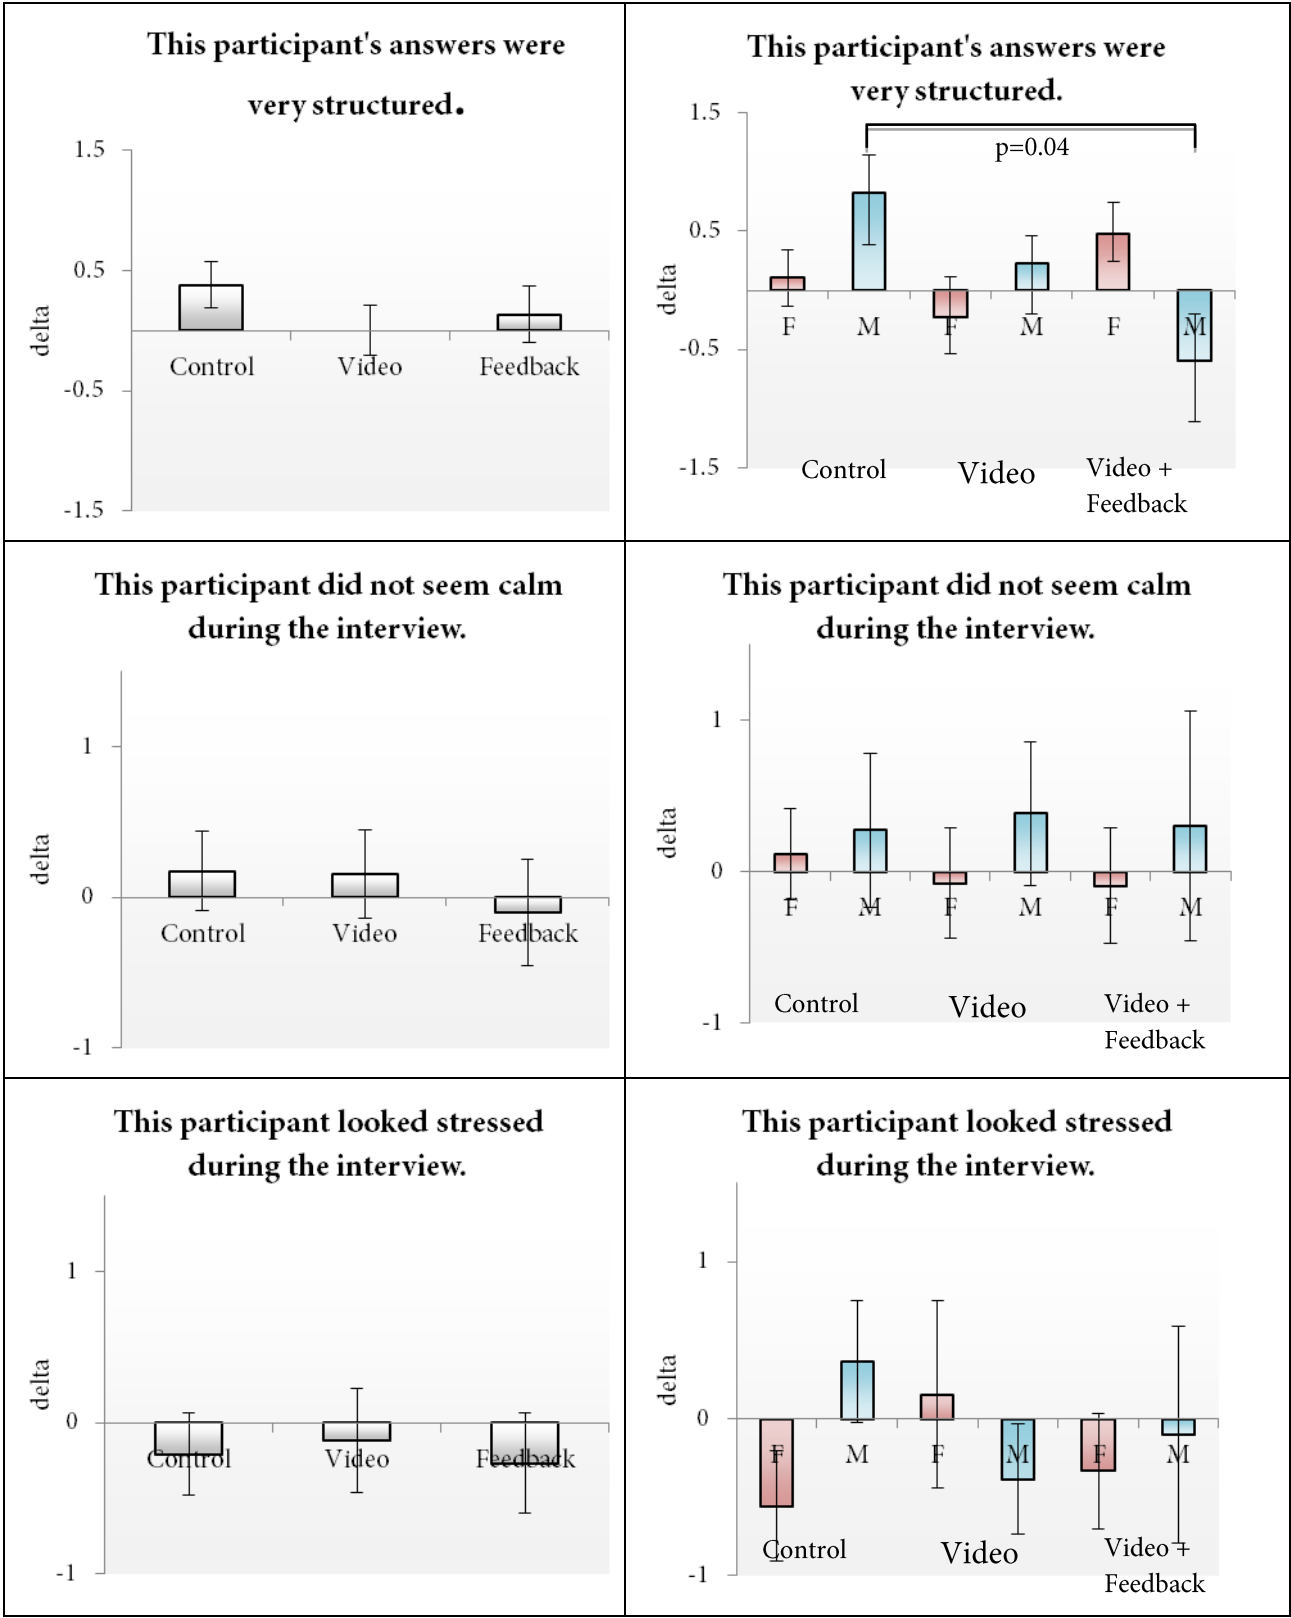 This participant's answers were
very structured.
1.5
0.5
-0.5
-1.5
delta
Control
Video
Feedback
This participant's answers were
very structured.
1.5
0.5
-0.5
-1.5
delta
p=0.04
F
M
F
M
F
M
Control
Video
Video +
Feedback
This participant did not seem calm
during the interview.
1
0
-1
delta
Control
Video
Feedback
This participant did not seem calm
during the interview.
1
0
-1
delta
F
M
F
M
F
M
Control
Video
Video +
Feedback
This participant looked stressed
during the interview.
1
0
-1
delta
Control
Video
Feedback
This participant looked stressed
during the interview.
1
0
-1
delta
F
M
F
M
F
M
Control
Video
Video +
Feedback